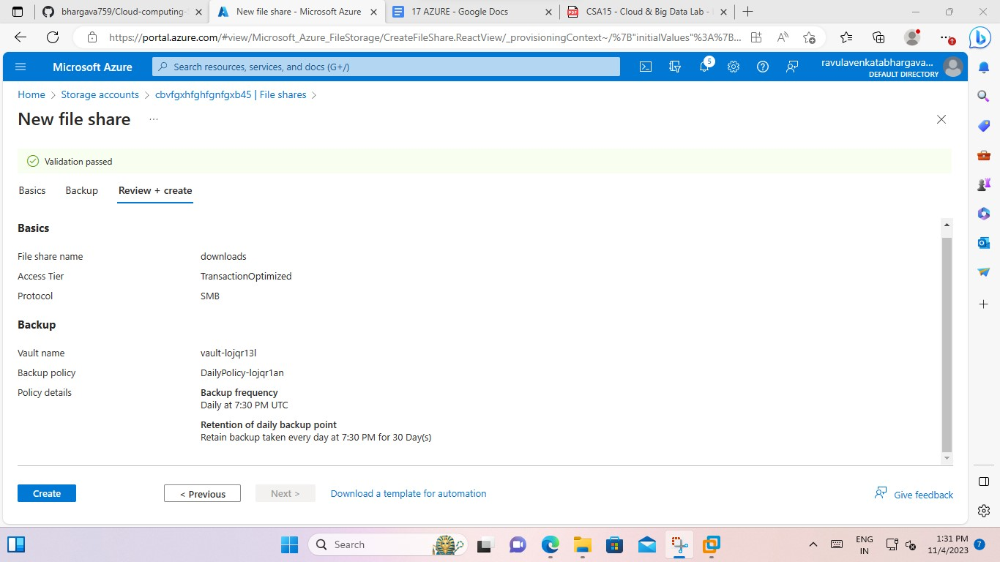 bhargava759/Cloud-computing-
New file share - Microsoft Azure
17 AZURE - Google Docs
PDF
CSA15 - Cloud & Big Data Lab -
https://portal.azure.com/#view/Microsoft_Azure_FileStorage/CreateFileShare.ReactView/_provisioningContext~/%7B"initialValues"%3A%7B...
Microsoft Azure
Search resources, services, and docs (G+/)
5
ravulavenkatabhargava...
DEFAULT DIRECTORY
Home > Storage accounts > cbvfgxhfghfgnfgxb45 | File shares >
New file share ...
Validation passed
Basics
Backup
Review + create
Basics
File share name
downloads
Access Tier
TransactionOptimized
Protocol
SMB
Backup
Vault name
vault-lojqr13l
Backup policy
DailyPolicy-lojqr1an
Policy details
Backup frequency
Daily at 7:30 PM UTC
Retention of daily backup point
Retain backup taken every day at 7:30 PM for 30 Day(s)
Create
< Previous
Next >
Download a template for automation
Give feedback
Search
ENG
IN
1:31 PM
11/4/2023
7